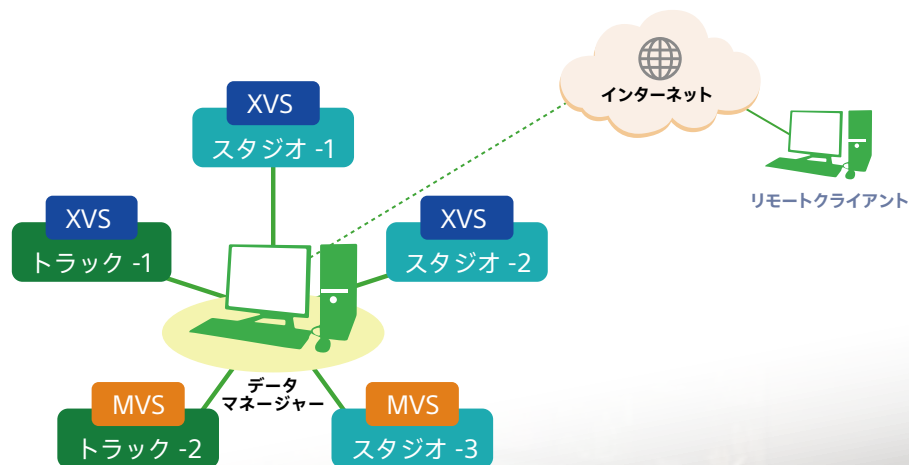 インターネット
XVS
スタジオ -1
リモートクライアント
XVS
トラック -1
XVS
スタジオ -2
データ
マネージャー
MVS
トラック -2
MVS
スタジオ -3